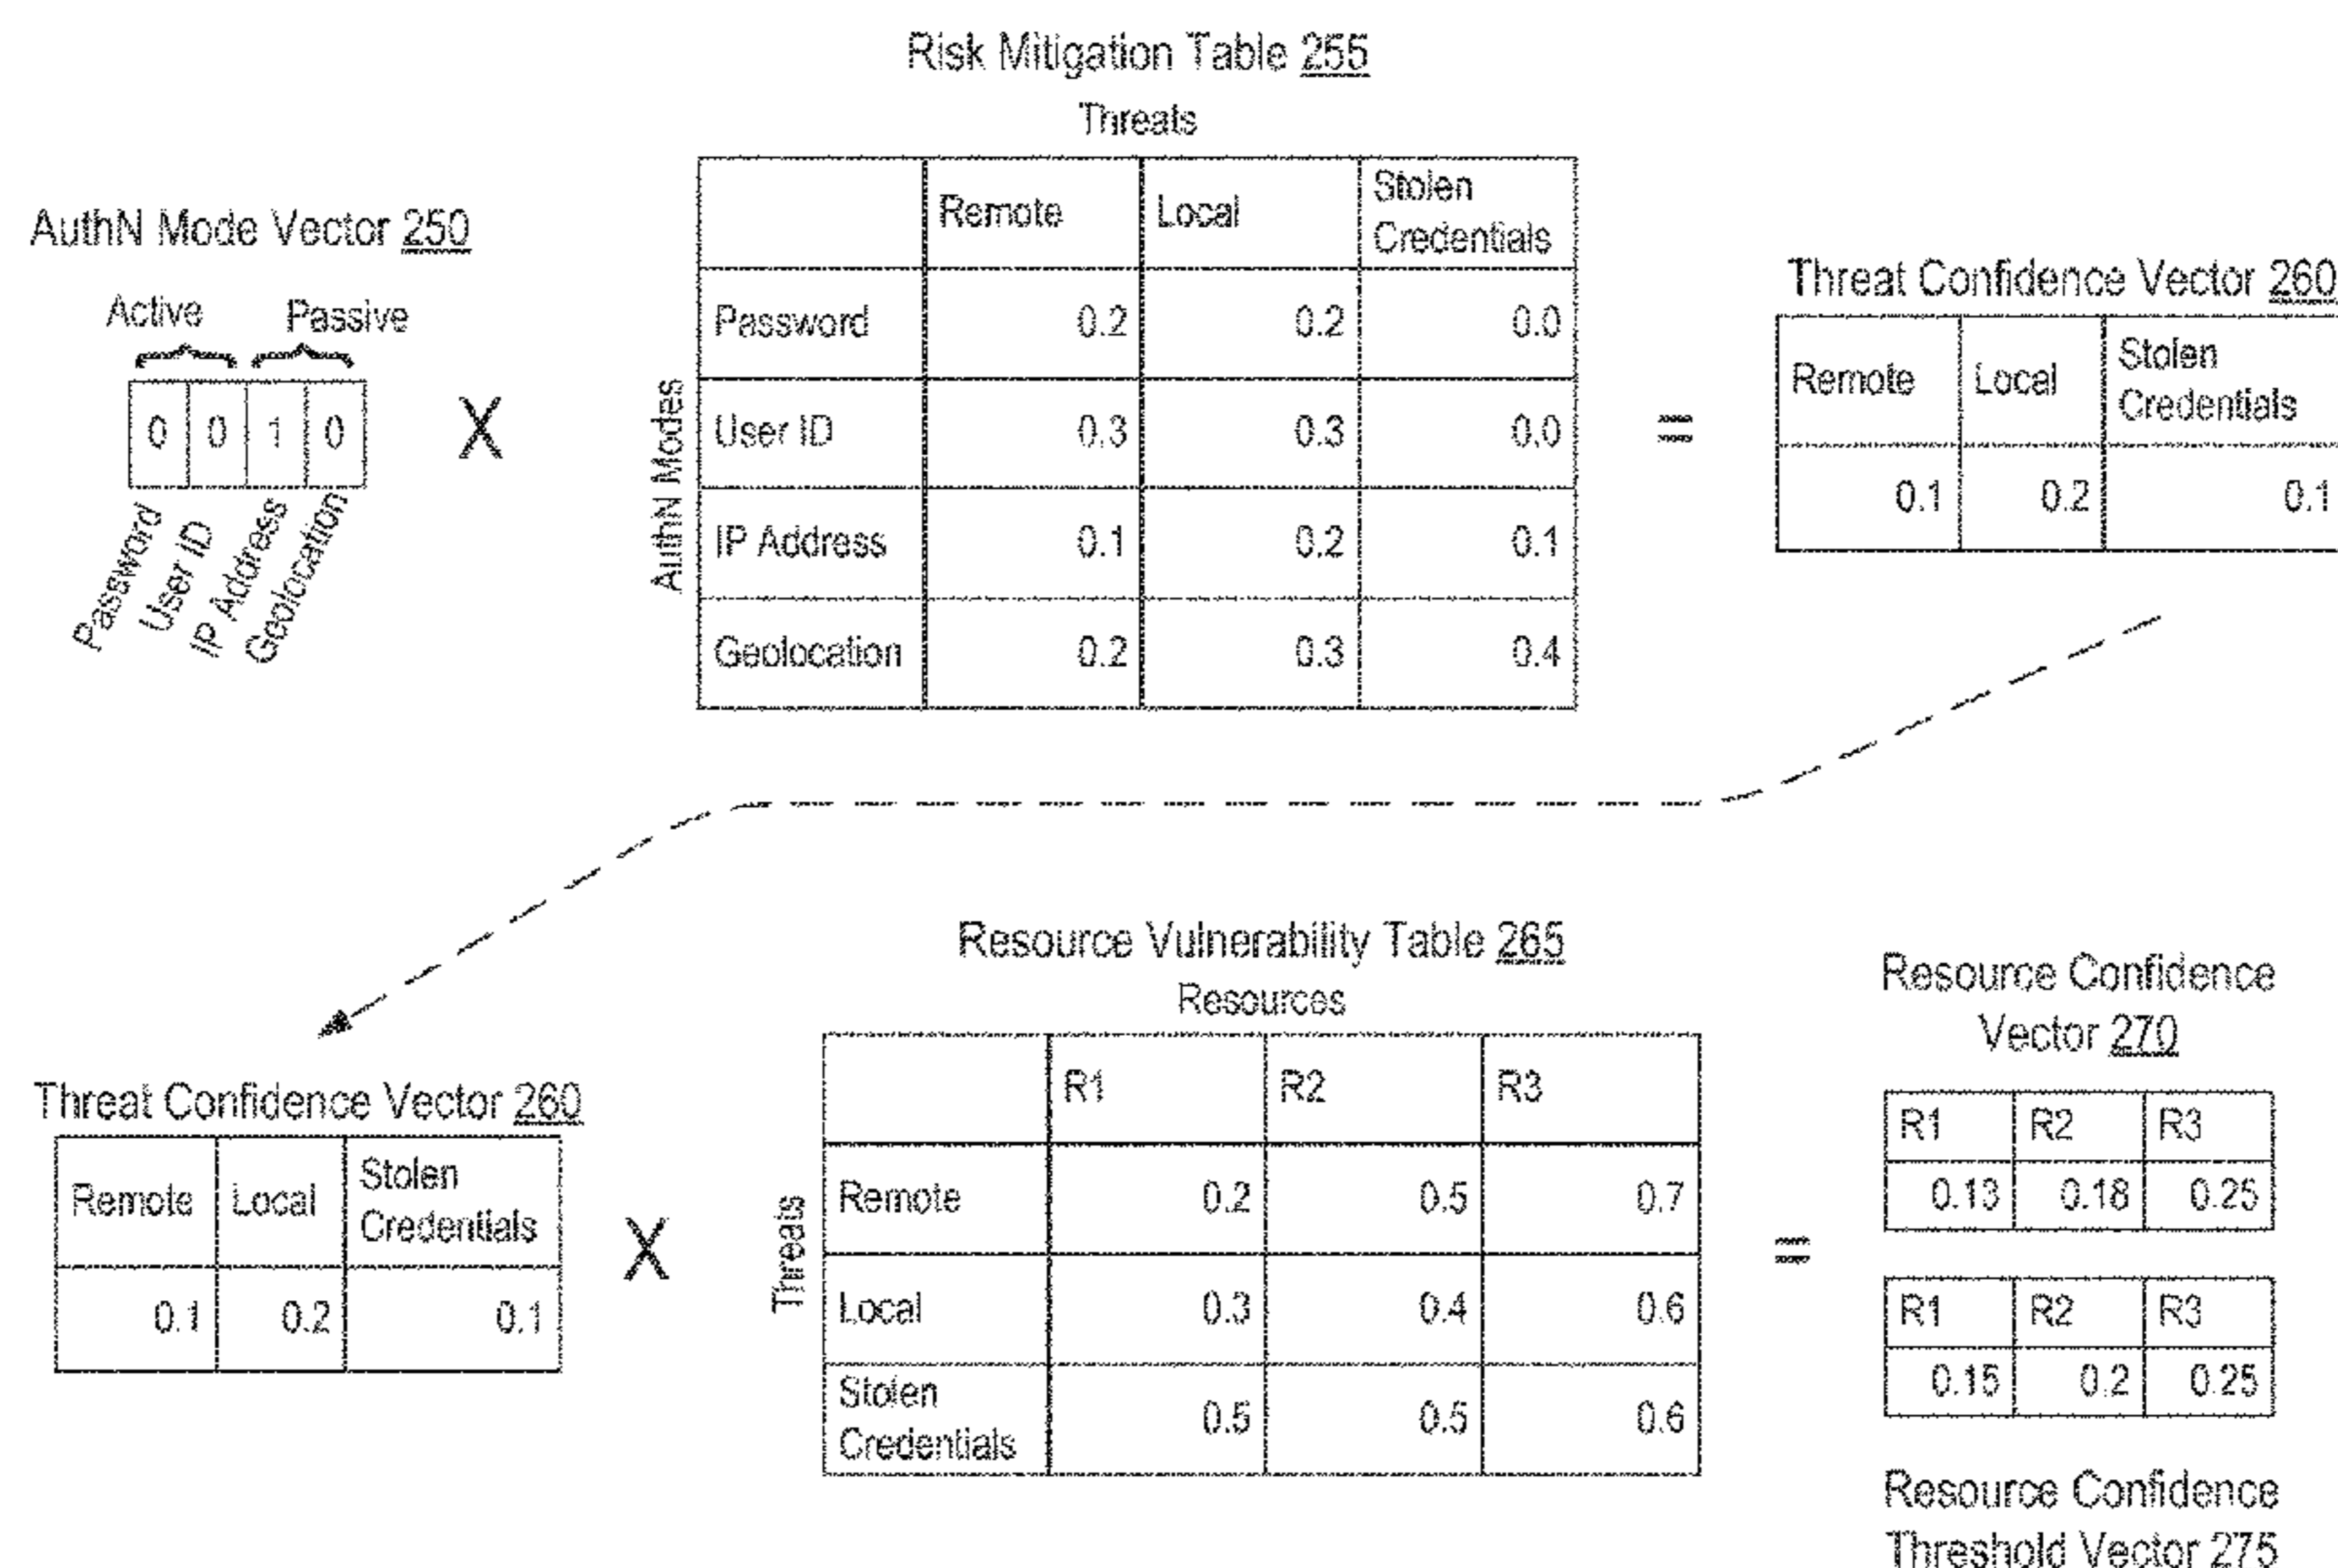 Risk Mitigation Table 255
Threats
AuthN Mode Vector 250
Active Passive
0 0 1 0
Password
User ID
IP Address
Geolocation
X
AuthN Modes
Remote Local Stolen
Credentials
Password 0.2 0.2 0.0
User ID 0.3 0.3 0.0
IP Address 0.1 0.2 0.1
Geolocation 0.2 0.3 0.4
=
Threat Confidence Vector 260
Remote Local Stolen
Credentials
0.1 0.2 0.1
Threat Confidence Vector 260
Remote Local Stolen
Credentials
0.1 0.2 0.1
X
Resource Vulnerability Table 265
Resources
Threats
R1 R2 R3
Remote 0.2 0.5 0.7
Local 0.3 0.4 0.6
Stolen
Credentials 0.5 0.5 0.6
=
Resource Confidence
Vector 270
R1 R2 R3
0.13 0.18 0.25
R1 R2 R3
0.15 0.2 0.25
Resource Confidence
Threshold Vector 275